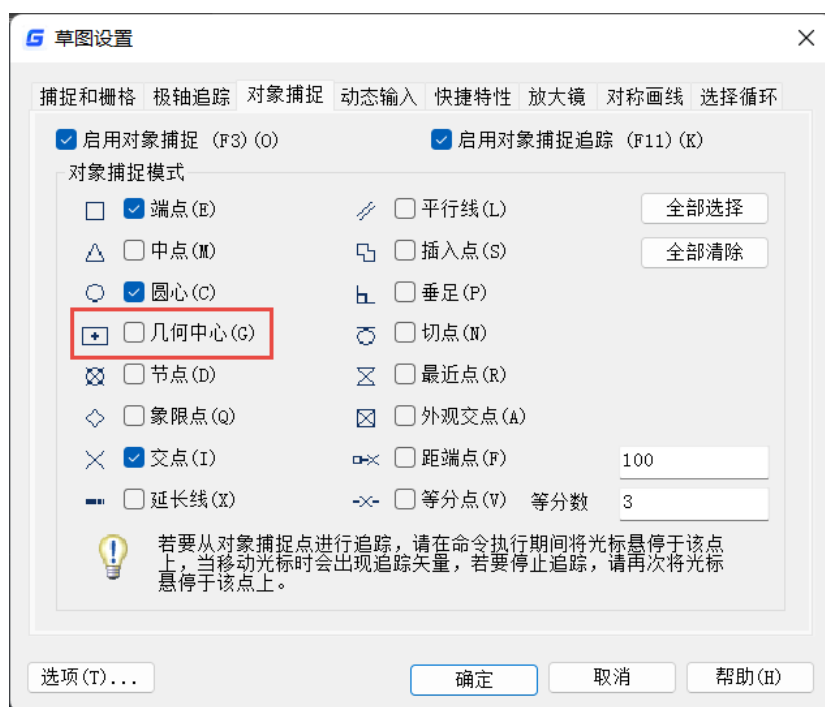 草图设置
捕捉和栅格 极轴追踪 对象捕捉 动态输入 快捷特性 放大镜 对称画线 选择循环
启用对象捕捉 (F3)(O) 启用对象捕捉追踪 (F11)(K)
对象捕捉模式
端点(E) 平行线(L) 全部选择
中点(M) 插入点(S) 全部清除
圆心(C) 垂足(P)
几何中心(G) 切点(N)
节点(D) 最近点(R)
象限点(Q) 外观交点(A)
交点(I) 距端点(F) 100
延长线(X) 等分点(V) 等分数 3
若要从对象捕捉点进行追踪，请在命令执行期间将光标悬停于该点
上，当移动光标时会出现追踪矢量，若要停止追踪，请再次将光标
悬停于该点上。
选项(T)... 确定 取消 帮助(H)